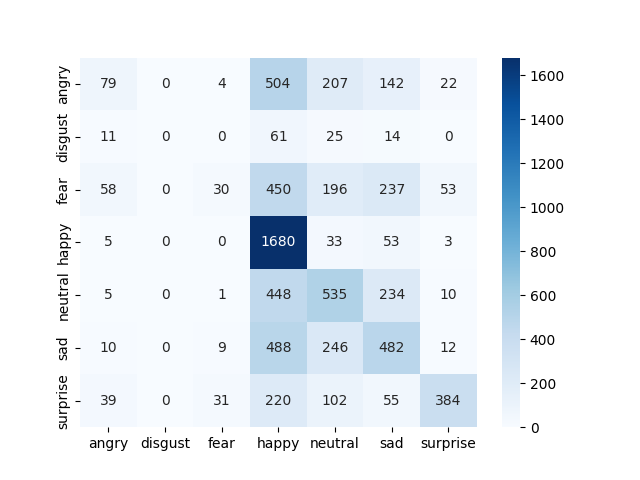 angry 79 0 4 504 207 142 22
disgust 11 0 0 61 25 14 0
fear 58 0 30 450 196 237 53
happy 5 0 0 1680 33 53 3
neutral 5 0 1 448 535 234 10
sad 10 0 9 488 246 482 12
surprise 39 0 31 220 102 55 384
angry disgust fear happy neutral sad surprise
1600
1400
1200
1000
800
600
400
200
0